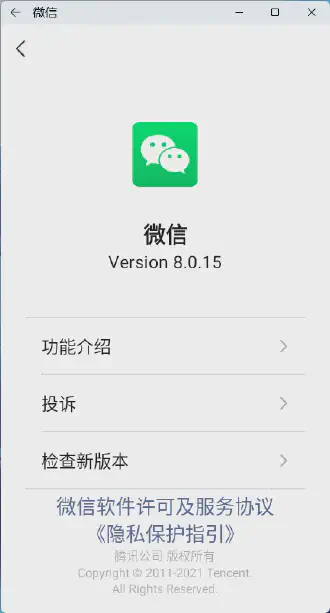 微信
微信
Version 8.0.15
功能介绍
投诉
检查新版本
微信软件许可及服务协议
《隐私保护指引》
腾讯公司 版权所有
Copyright © 2011-2021 Tencent.
All Rights Reserved.